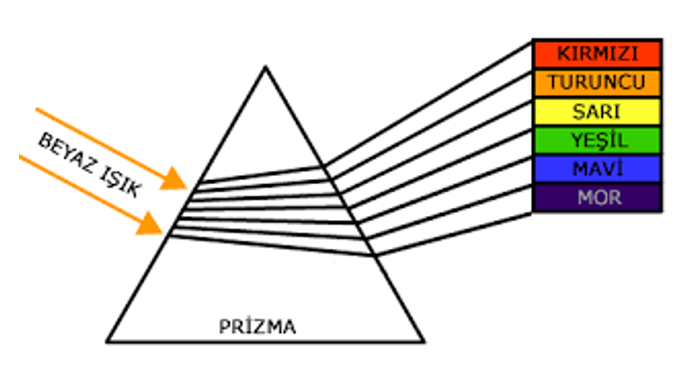 BEYAZ IŞIK
KIRMIZI
TURUNCU
SARI
YEŞİL
MAVİ
MOR
PRİZMA